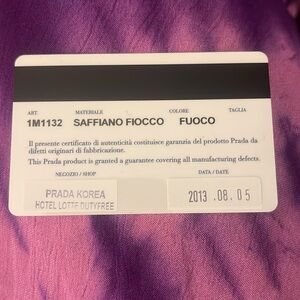 ART MATERIALE COLORE TAGLIA
1M1132 SAFFIANO FIOCCO FUOCO
Il presente certificato di autenticità costituisce garanzia del prodotto Prada da
difetti originari di fabbricazione.
This Prada product is granted a guarantee covering all manufacturing defects.
NEGOZIO / SHOP DATA / DATE
PRADA KOREA 2013 .08.05
HOTEL LOTTE DUTYFREE